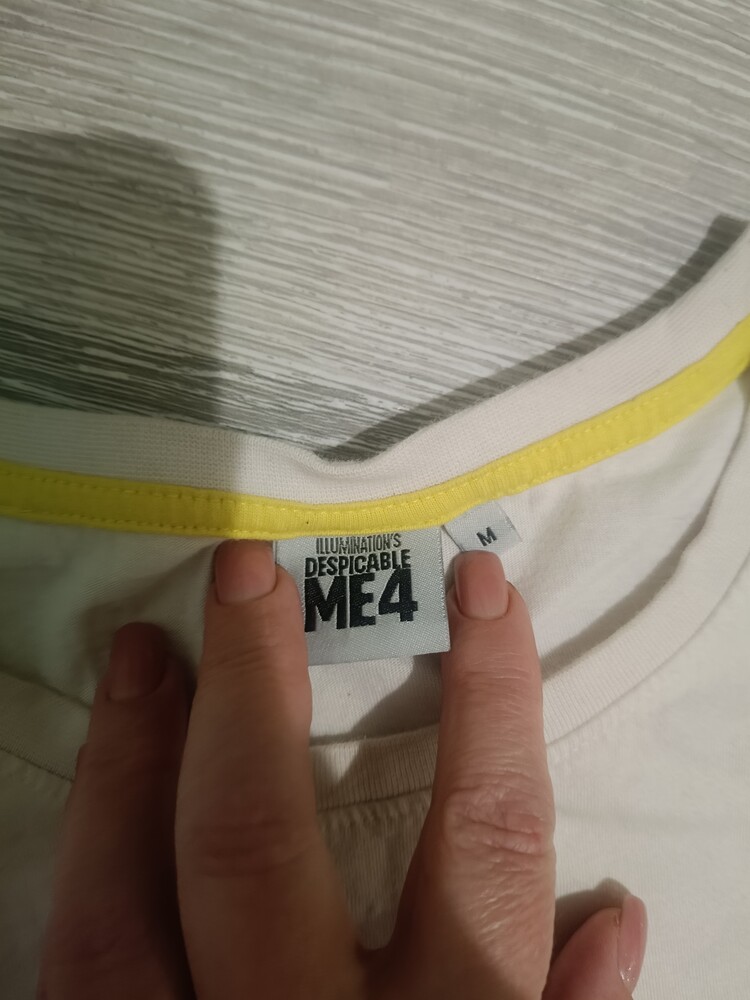 ILLUMINATION'S
DESPICABLE
ME4
M